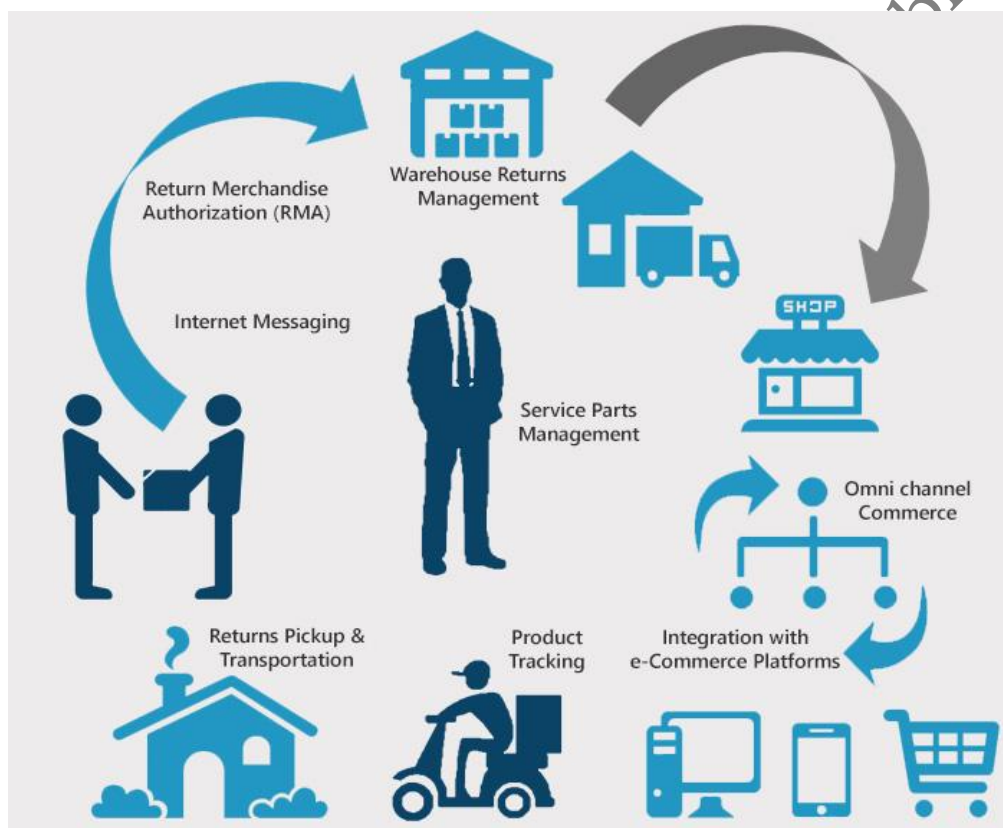 Warehouse Returns
Management
Return Merchandise
Authorization (RMA)
Internet Messaging
SHOP
Service Parts
Management
Omni channel
Commerce
Returns Pickup &
Transportation
Product
Tracking
Integration with
e-Commerce Platforms